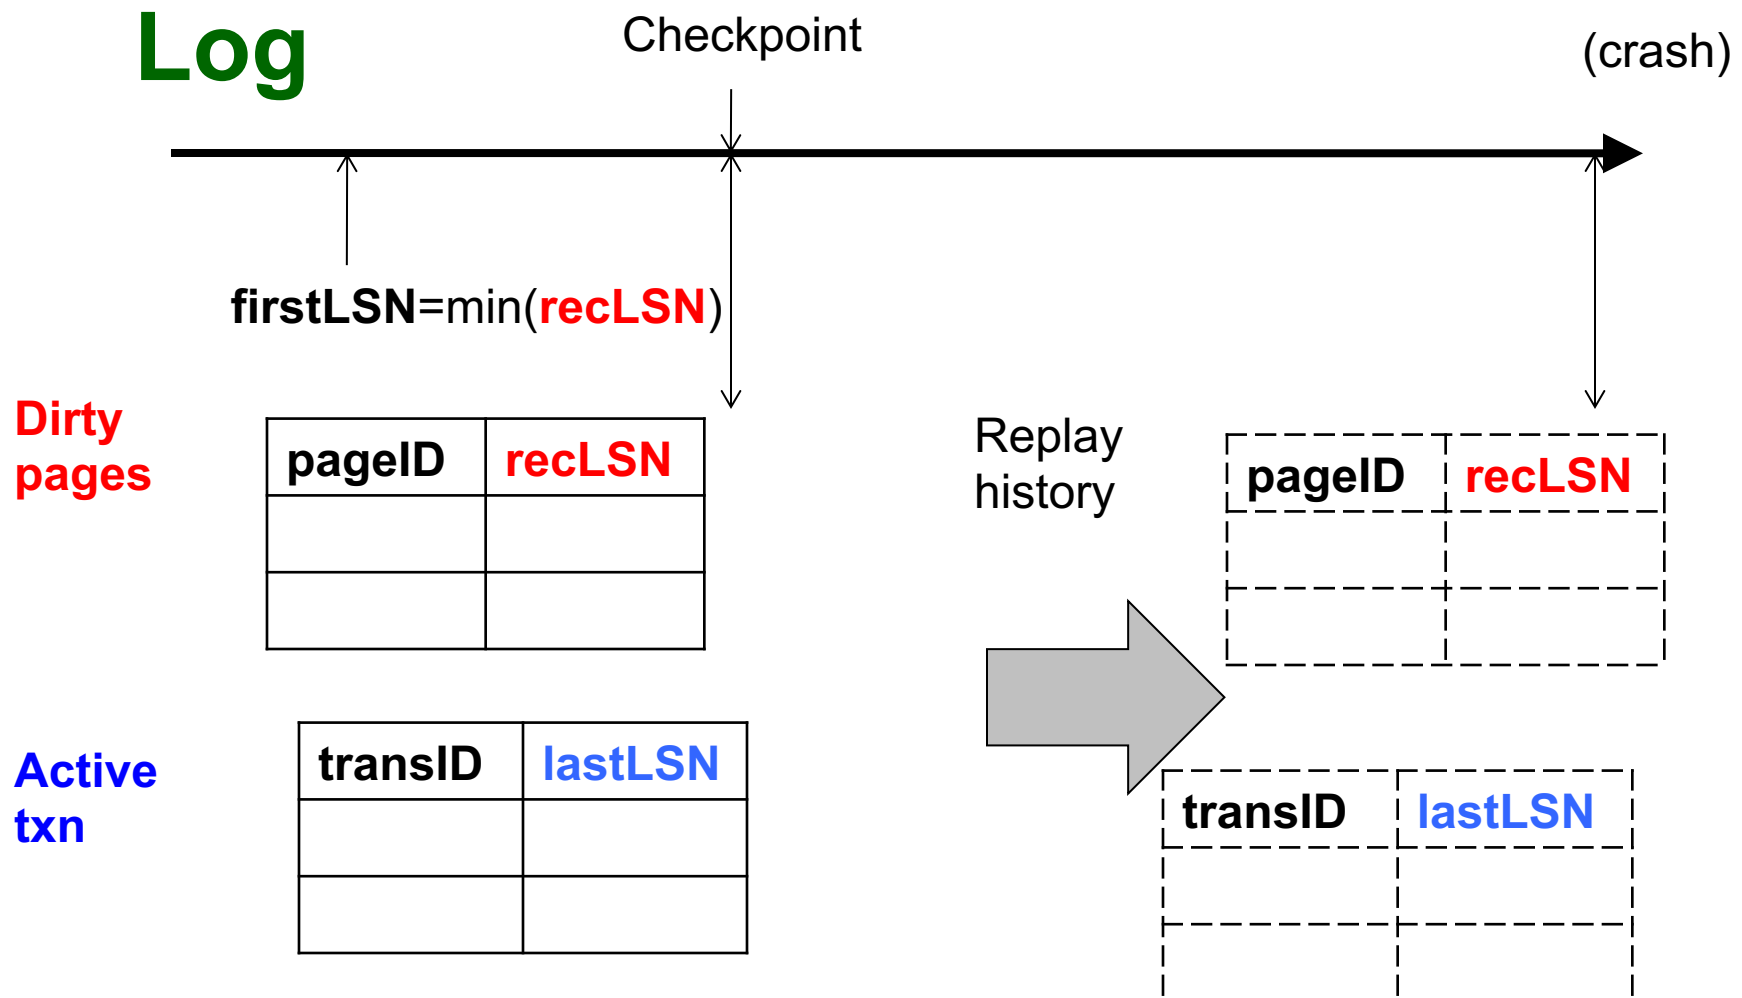 Log
Checkpoint
(crash)
firstLSN=min(recLSN)
Dirty
pages
pageID recLSN
Replay
history
pageID recLSN
Active
txn
transID lastLSN
transID lastLSN